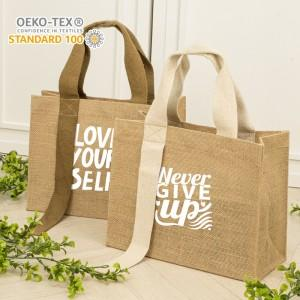 OEKO-TEX®
CONFIDENCE IN TEXTILES
STANDARD 100
LOVE
YOUR
SELF
Never
GIVE
up